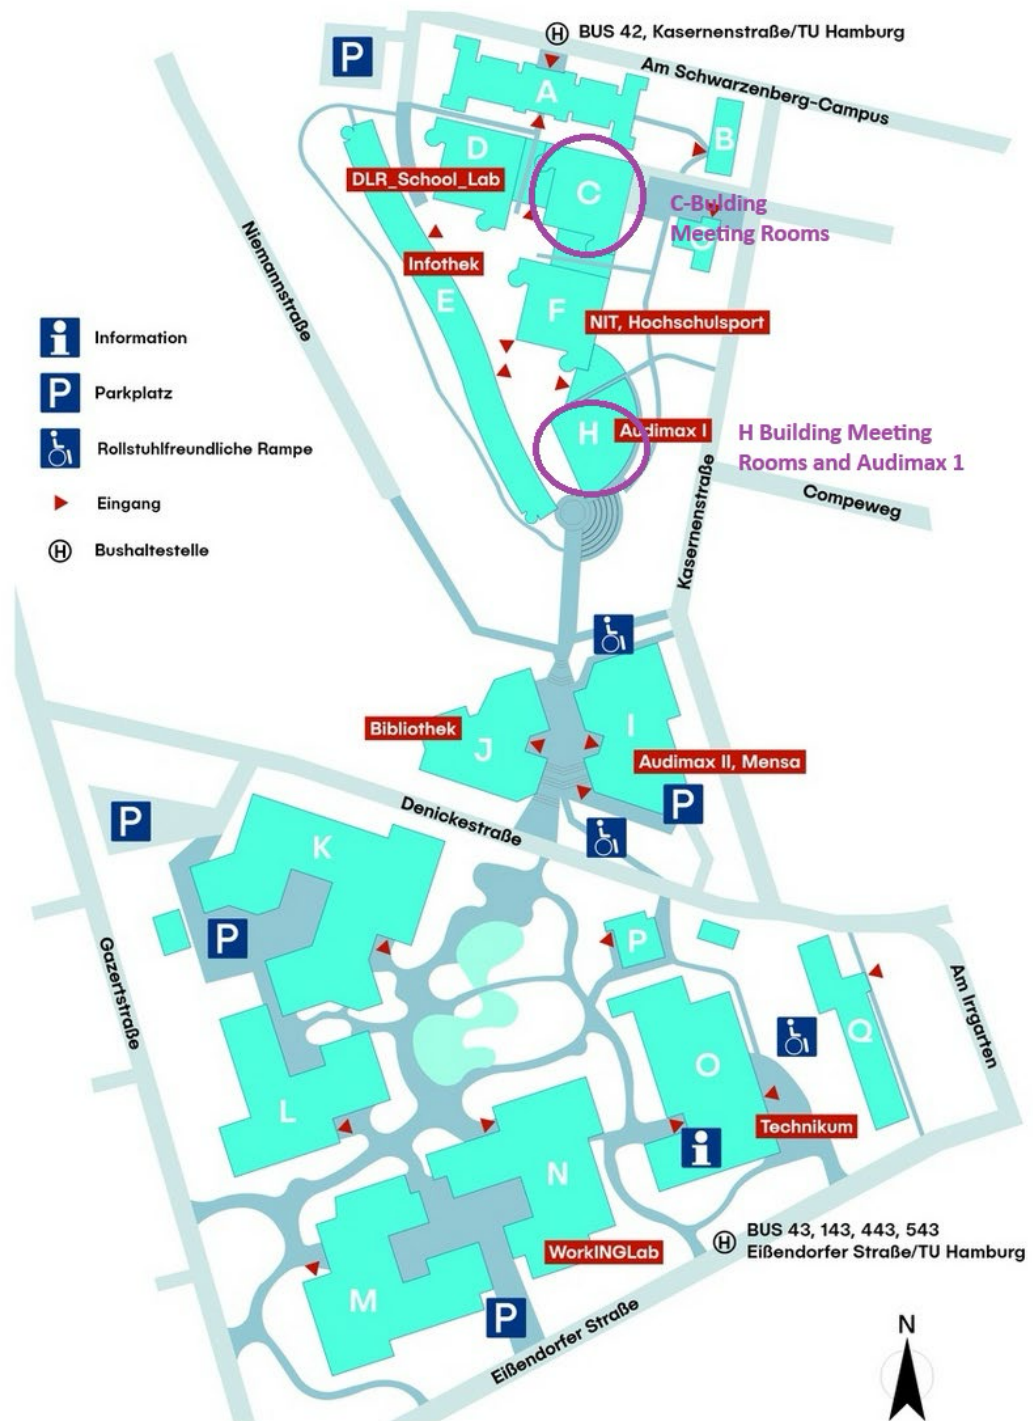 BUS 42, Kasernenstraße/TU Hamburg
Am Schwarzenberg-Campus
P
A
B
D
C
DLR_School_Lab
C-Bulding
Meeting Rooms
G
Niemannstraße
Infothek
E
F
NIT, Hochschulsport
i
Information
P
Parkplatz
Rollstuhlfreundliche Rampe
Eingang
H
Bushaltestelle
H
Audimax I
H Building Meeting
Rooms and Audimax 1
Compeweg
Kasernenstraße
Bibliothek
J
I
Audimax II, Mensa
P
P
Denickestraße
K
P
P
Gazertstraße
Am Irrgarten
Q
O
L
Technikum
i
N
H
BUS 43, 143, 443, 543
Eißendorfer Straße/TU Hamburg
WorkINGLab
M
P
Eißendorfer Straße
N